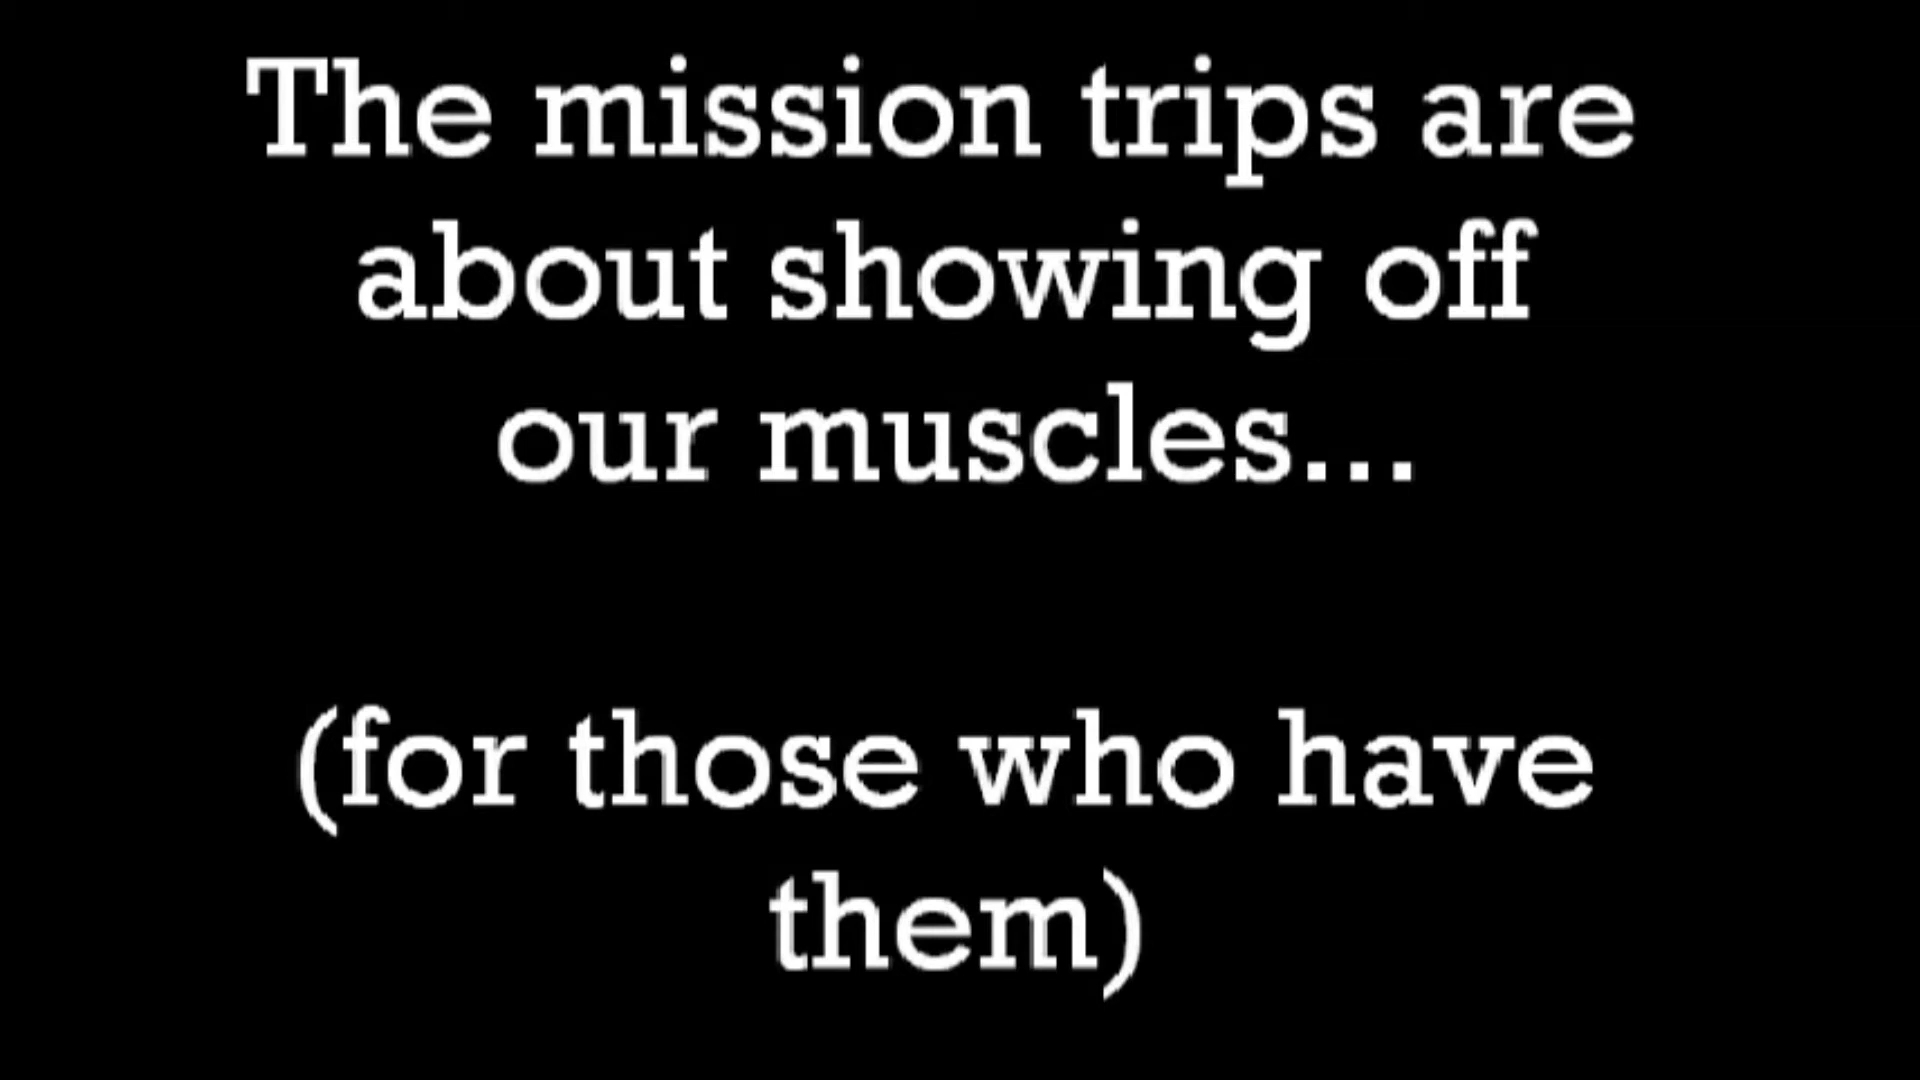 The mission trips are
about showing off
our muscles...
(for those who have
them)